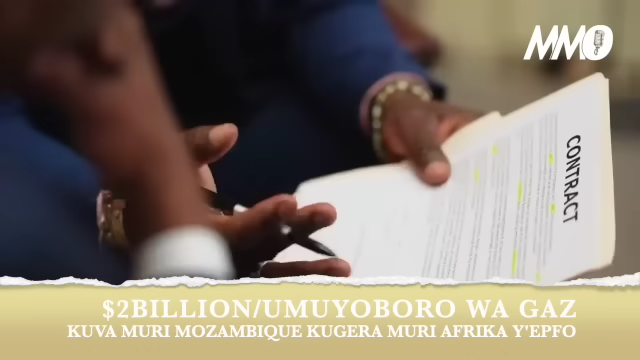 MMO
CONTRACT
$2BILLION/UMUYOBORO WA GAZ
KUVA MURI MOZAMBIQUE KUGERA MURI AFRIKA Y'EPFO